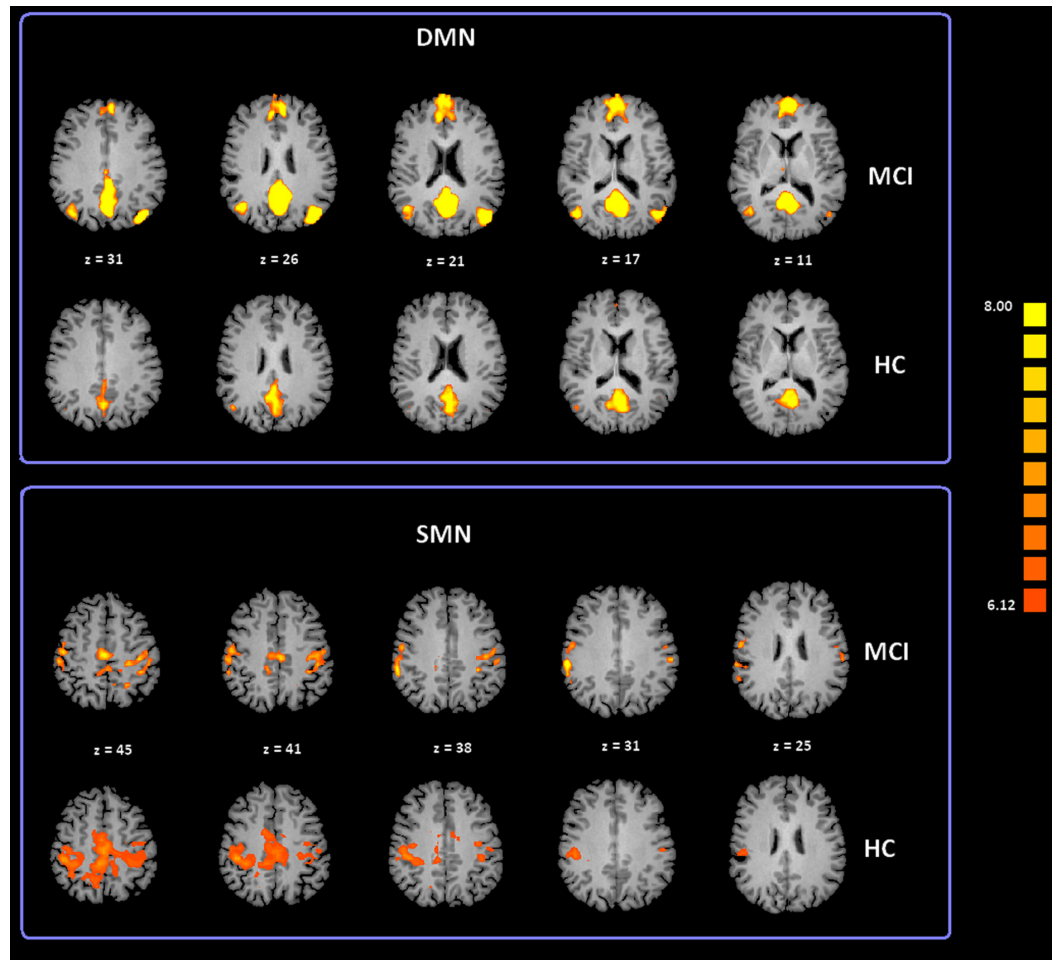 DMN
MCI
z = 31
z = 26
z = 21
z = 17
z = 11
HC
8.00
6.12
SMN
MCI
z = 45
z = 41
z = 38
z = 31
z = 25
HC